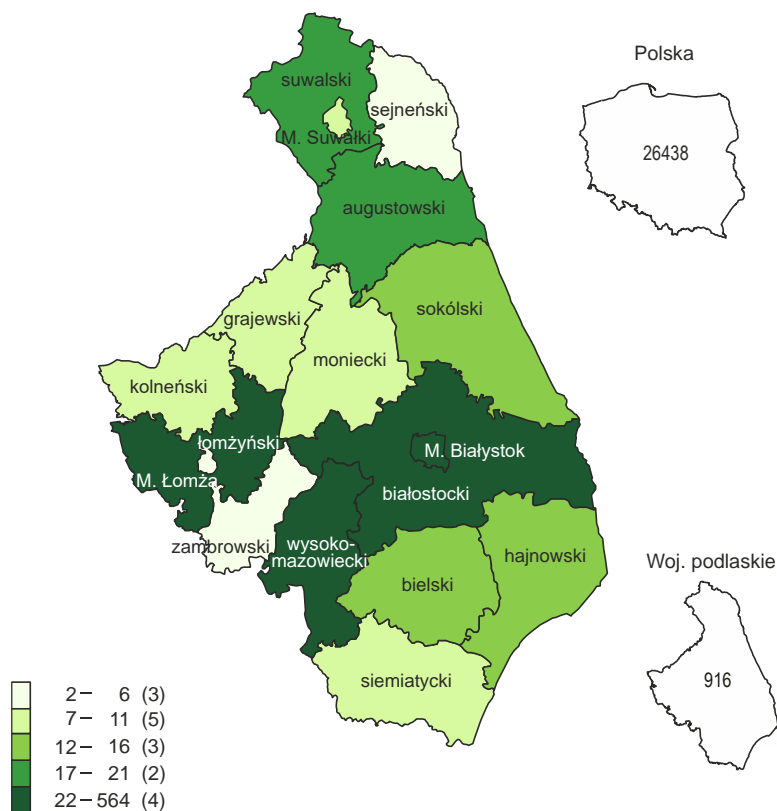 Polska
suwalski
sejneński
M. Suwałki
26438
augustowski
sokólski
grajewski
moniecki
kolneński
łomżyński
M. Białystok
M. Łomża
białostocki
zambrowski
wysoko-
mazowiecki
hajnowski
Woj. podlaskie
bielski
siemiatycki
916
2 – 6 (3)
7 – 11 (5)
12 – 16 (3)
17 – 21 (2)
22 – 564 (4)